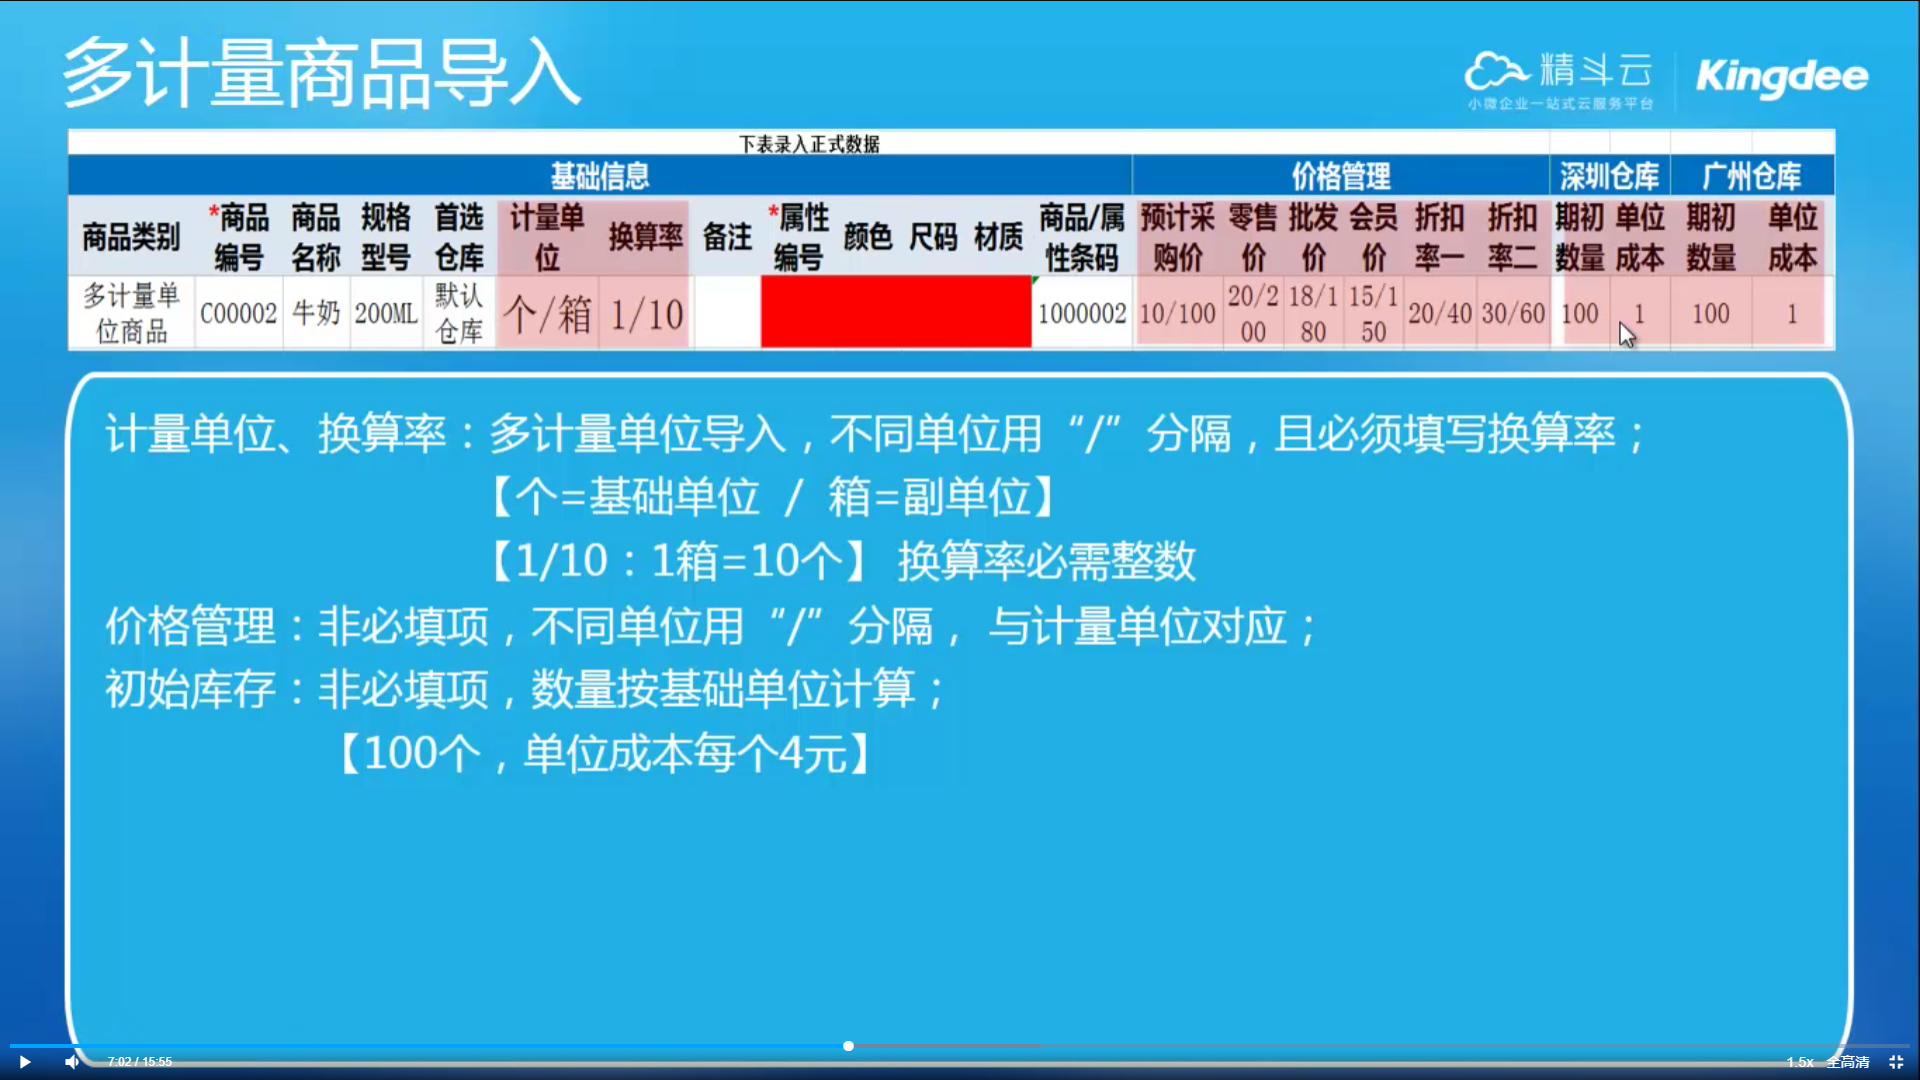 多计量商品导入
精斗云
小微企业一站式云服务平台
Kingdee
下表录入正式数据
基础信息 价格管理 深圳仓库 广州仓库
商品类别 *商品编号 商品名称 规格型号 首选仓库 计量单位 换算率 备注 *属性编号 颜色 尺码 材质 商品/属性条码 预计采购价 零售价 批发价 会员价 折扣率一 折扣率二 期初数量 单位成本 期初数量 单位成本
多计量单位商品 C00002 牛奶 200ML 默认仓库 个/箱 1/10 1000002 10/100 20/200 18/180 15/150 20/40 30/60 100 1 100 1
计量单位、换算率：多计量单位导入，不同单位用“/”分隔，且必须填写换算率；
【个=基础单位 / 箱=副单位】
【1/10：1箱=10个】 换算率必需整数
价格管理：非必填项，不同单位用“/”分隔， 与计量单位对应；
初始库存：非必填项，数量按基础单位计算；
【100个，单位成本每个4元】
7:02 / 15:55
1.5x 全高清